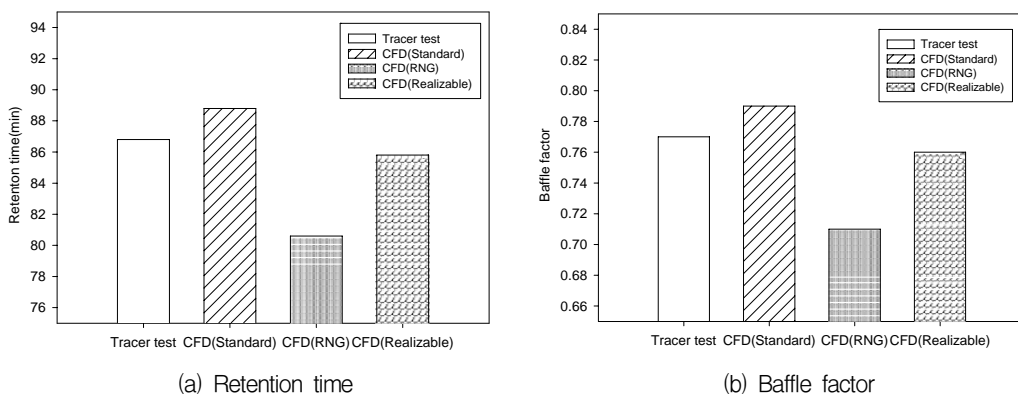 94
92
90
88
86
84
82
80
78
76
Retenton time(min)
Tracer test
CFD(Standard)
CFD(RNG)
CFD(Realizable)
Tracer test CFD(Standard) CFD(RNG) CFD(Realizable)
(a) Retention time
0.84
0.82
0.80
0.78
0.76
0.74
0.72
0.70
0.68
0.66
Baffle factor
Tracer test
CFD(Standard)
CFD(RNG)
CFD(Realizable)
Tracer test CFD(Standard) CFD(RNG) CFD(Realizable)
(b) Baffle factor